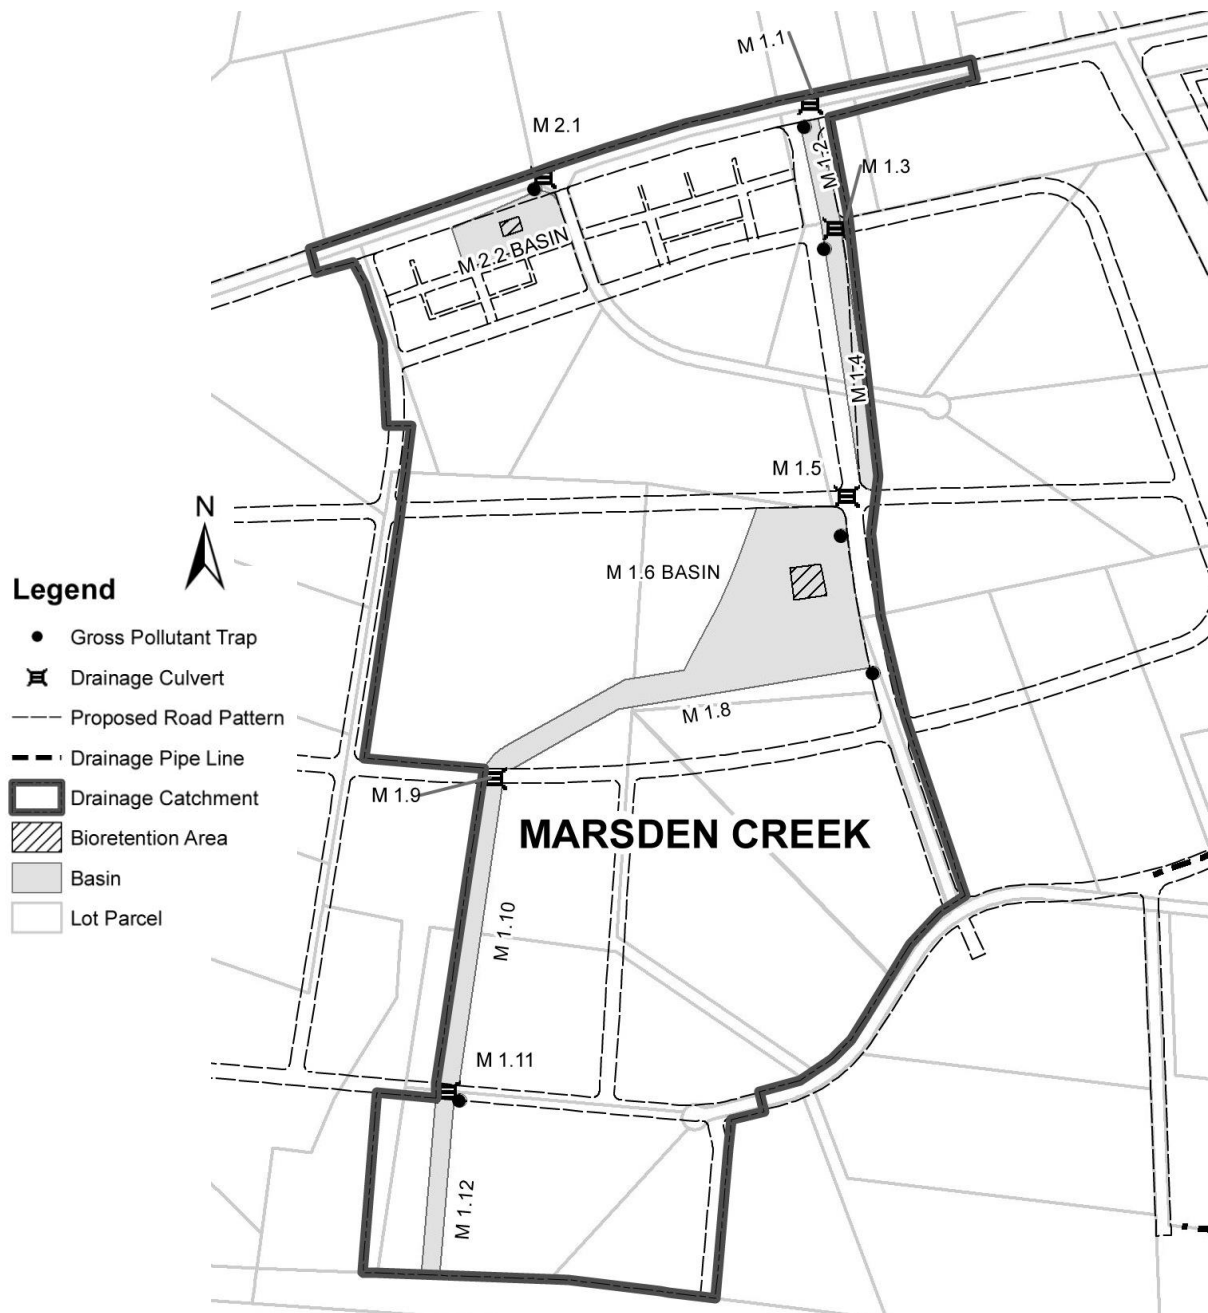 M 1.1
M 2.1
M 1.2
M 1.3
M 2.2 BASIN
M 1.4
M 1.5
N
M 1.6 BASIN
Legend
Gross Pollutant Trap
Drainage Culvert
Proposed Road Pattern
Drainage Pipe Line
Drainage Catchment
Bioretention Area
Basin
Lot Parcel
M 1.8
M 1.9
MARSDEN CREEK
M 1.10
M 1.11
M 1.12